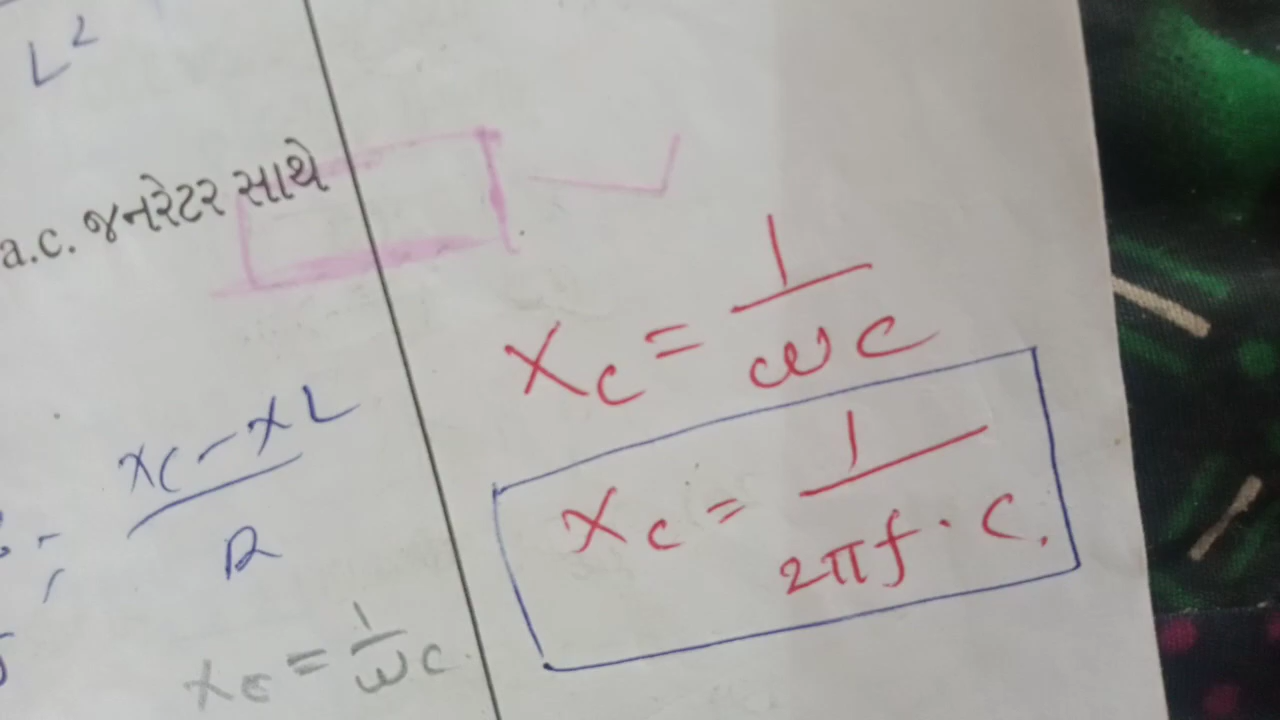 L²
a.c. જનરેટર સાથે
xc - xL / R
xc = 1/ωc
Xc = 1/ωc
Xc = 1/2πf · C.